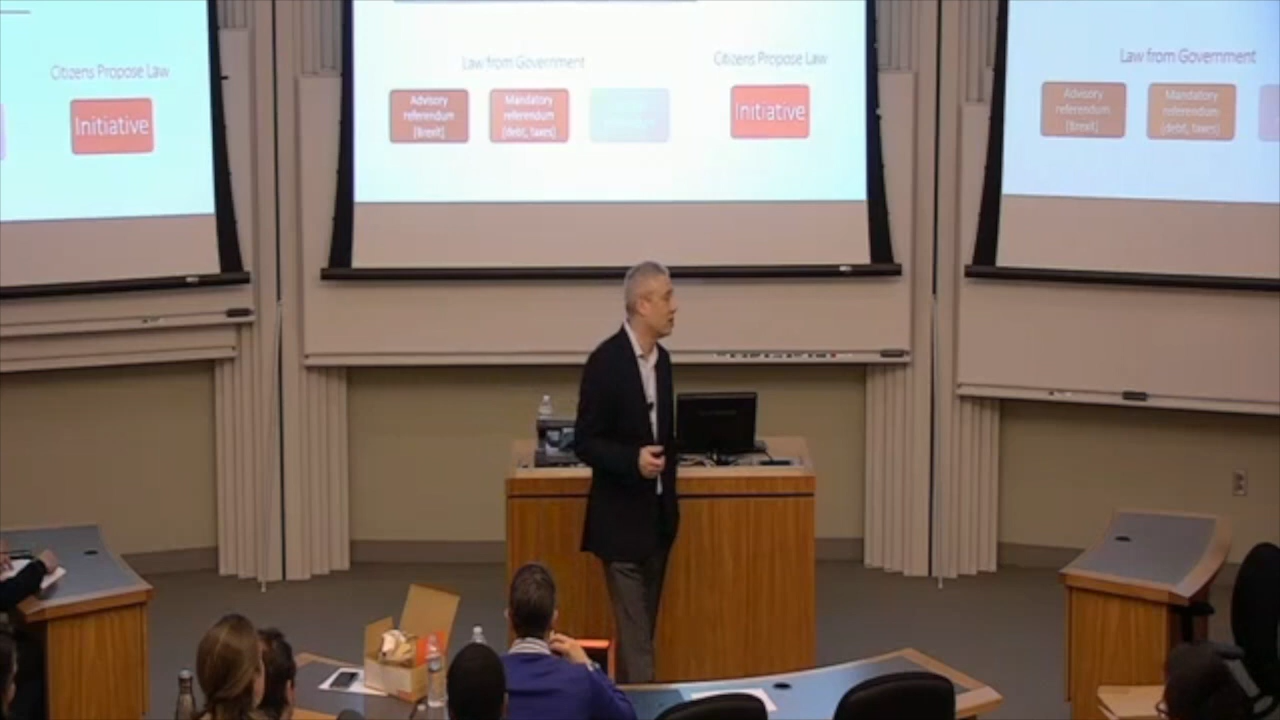 Citizens Propose Law
Initiative
Law from Government
Advisory
referendum
(Brexit)
Mandatory
referendum
(debt, taxes)
Citizens Propose Law
Initiative
Law from Government
Advisory
referendum
(Brexit)
Mandatory
referendum
(debt, taxes)